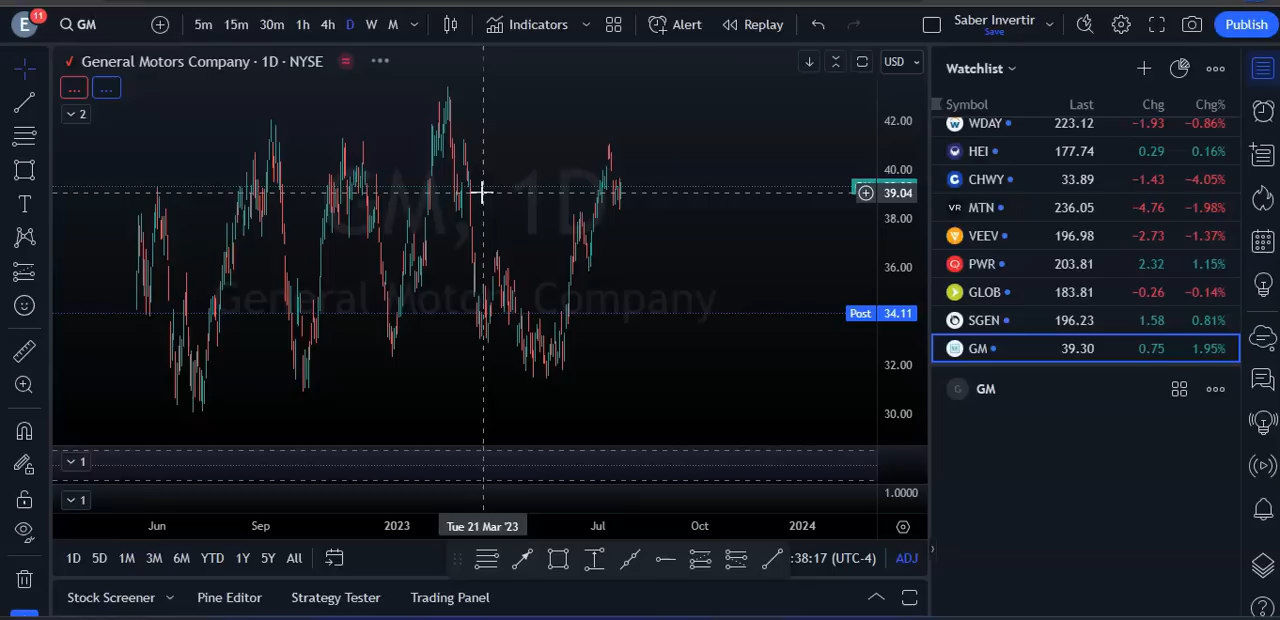 E 11 GM 5m 15m 30m 1h 4h D W M Indicators Alert Replay Saber Invertir Save Publish
General Motors Company · 1D · NYSE
... ...
2
USD
42.00
40.00
39.04
38.00
36.00
Post 34.11
32.00
30.00
GM, 1D
General Motors Company
1
1
1.0000
Jun Sep 2023 Tue 21 Mar '23 Jul Oct 2024
1D 5D 1M 3M 6M YTD 1Y 5Y All :38:17 (UTC-4) ADJ
Stock Screener Pine Editor Strategy Tester Trading Panel
Watchlist
Symbol Last Chg Chg%
WDAY 223.12 −1.93 −0.86%
HEI 177.74 0.29 0.16%
CHWY 33.89 −1.43 −4.05%
MTN 236.05 −4.76 −1.98%
VEEV 196.98 −2.73 −1.37%
PWR 203.81 2.32 1.15%
GLOB 183.81 −0.26 −0.14%
SGEN 196.23 1.58 0.81%
GM 39.30 0.75 1.95%
G GM